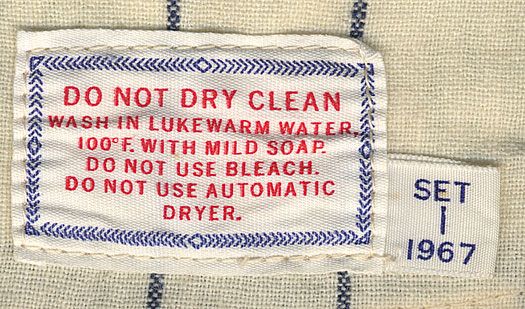 DO NOT DRY CLEAN
WASH IN LUKEWARM WATER,
100°F. WITH MILD SOAP.
DO NOT USE BLEACH.
DO NOT USE AUTOMATIC
DRYER.
SET
1
1967